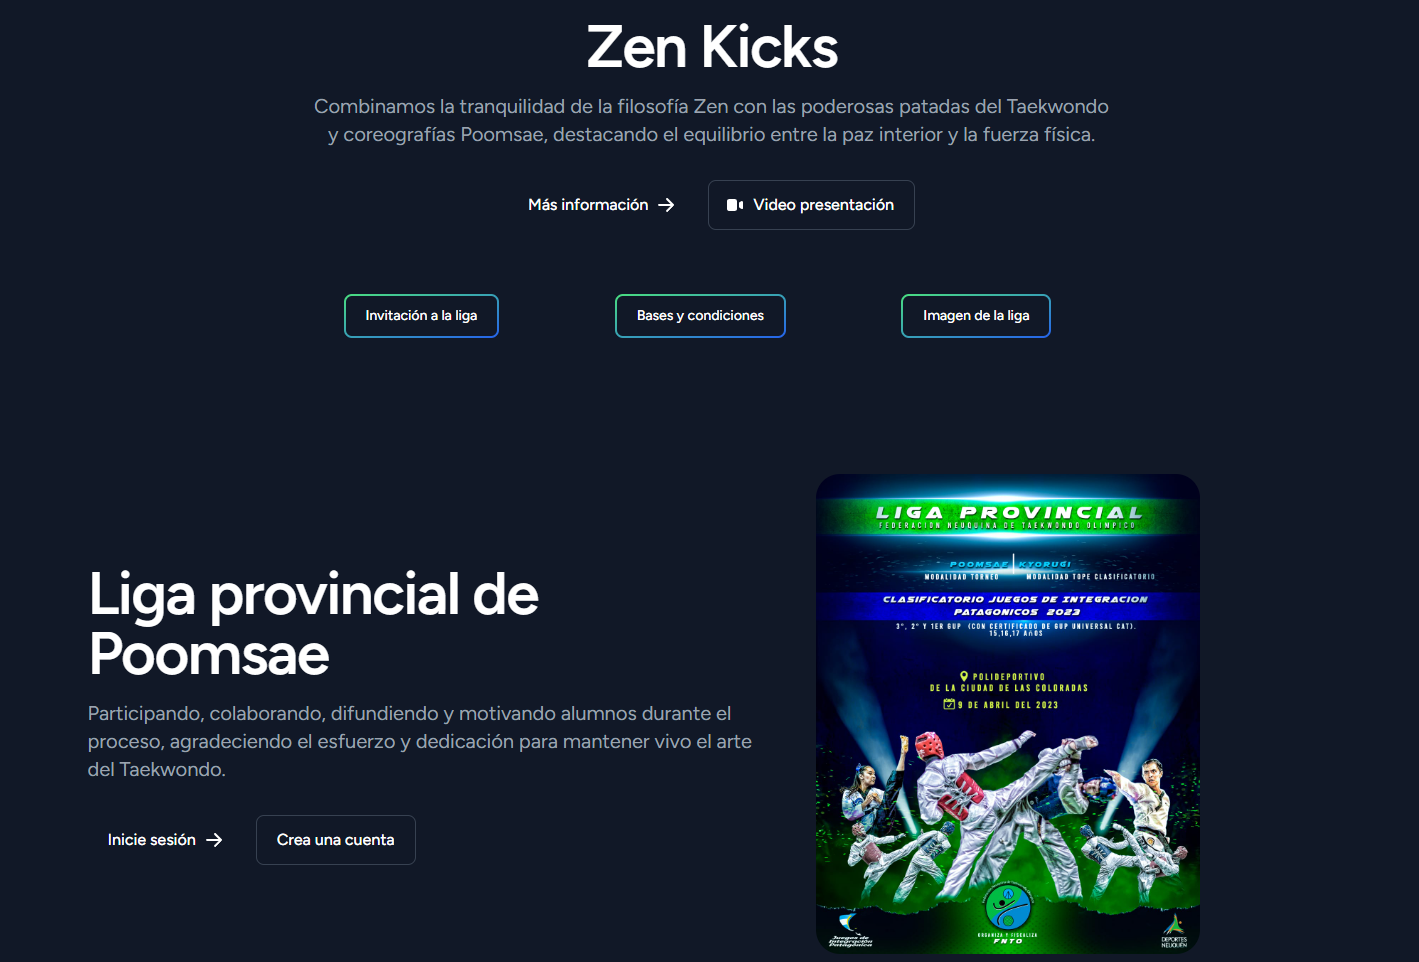 Zen Kicks
Combinamos la tranquilidad de la filosofía Zen con las poderosas patadas del Taekwondo
y coreografías Poomsae, destacando el equilibrio entre la paz interior y la fuerza física.
Más información
Video presentación
Invitación a la liga
Bases y condiciones
Imagen de la liga
Liga provincial de
Poomsae
Participando, colaborando, difundiendo y motivando alumnos durante el
proceso, agradeciendo el esfuerzo y dedicación para mantener vivo el arte
del Taekwondo.
Inicie sesión
Crea una cuenta
LIGA PROVINCIAL
FEDERACION NEUQUINA DE TAEKWONDO OLIMPICO
POOMSAE KYORUGI
MODALIDAD TORNEO MODALIDAD TOPE CLASIFICATORIO
CLASIFICATORIO JUEGOS DE INTEGRACION
PATAGONICOS 2023
3°, 2° Y 1ER GUP (CON CERTIFICADO DE GUP UNIVERSAL CAT).
15,16,17 AñOS
POLIDEPORTIVO
DE LA CIUDAD DE LAS COLORADAS
9 DE ABRIL DEL 2023
Juegos de
Integración
Patagónica
ORGANIZA Y FISCALIZA
FNTO
DEPORTES
NEUQUÉN